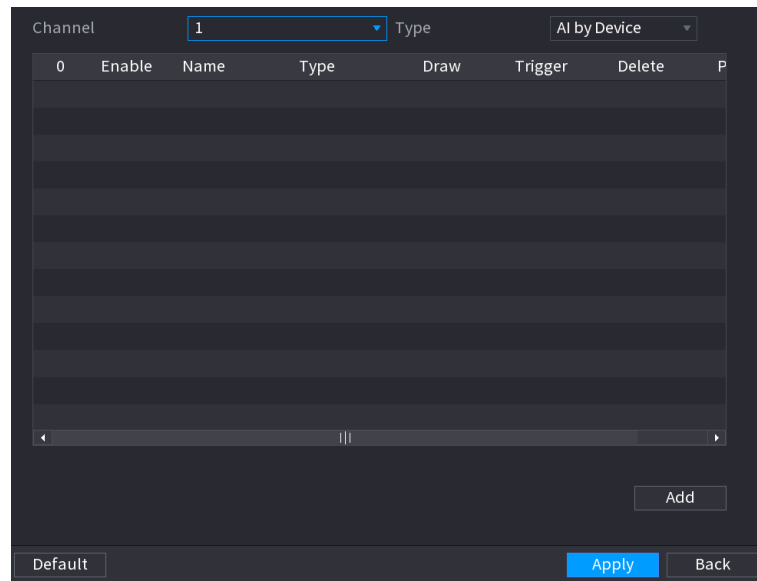 Channel 1 Type AI by Device
0 Enable Name Type Draw Trigger Delete P
Add
Default Apply Back